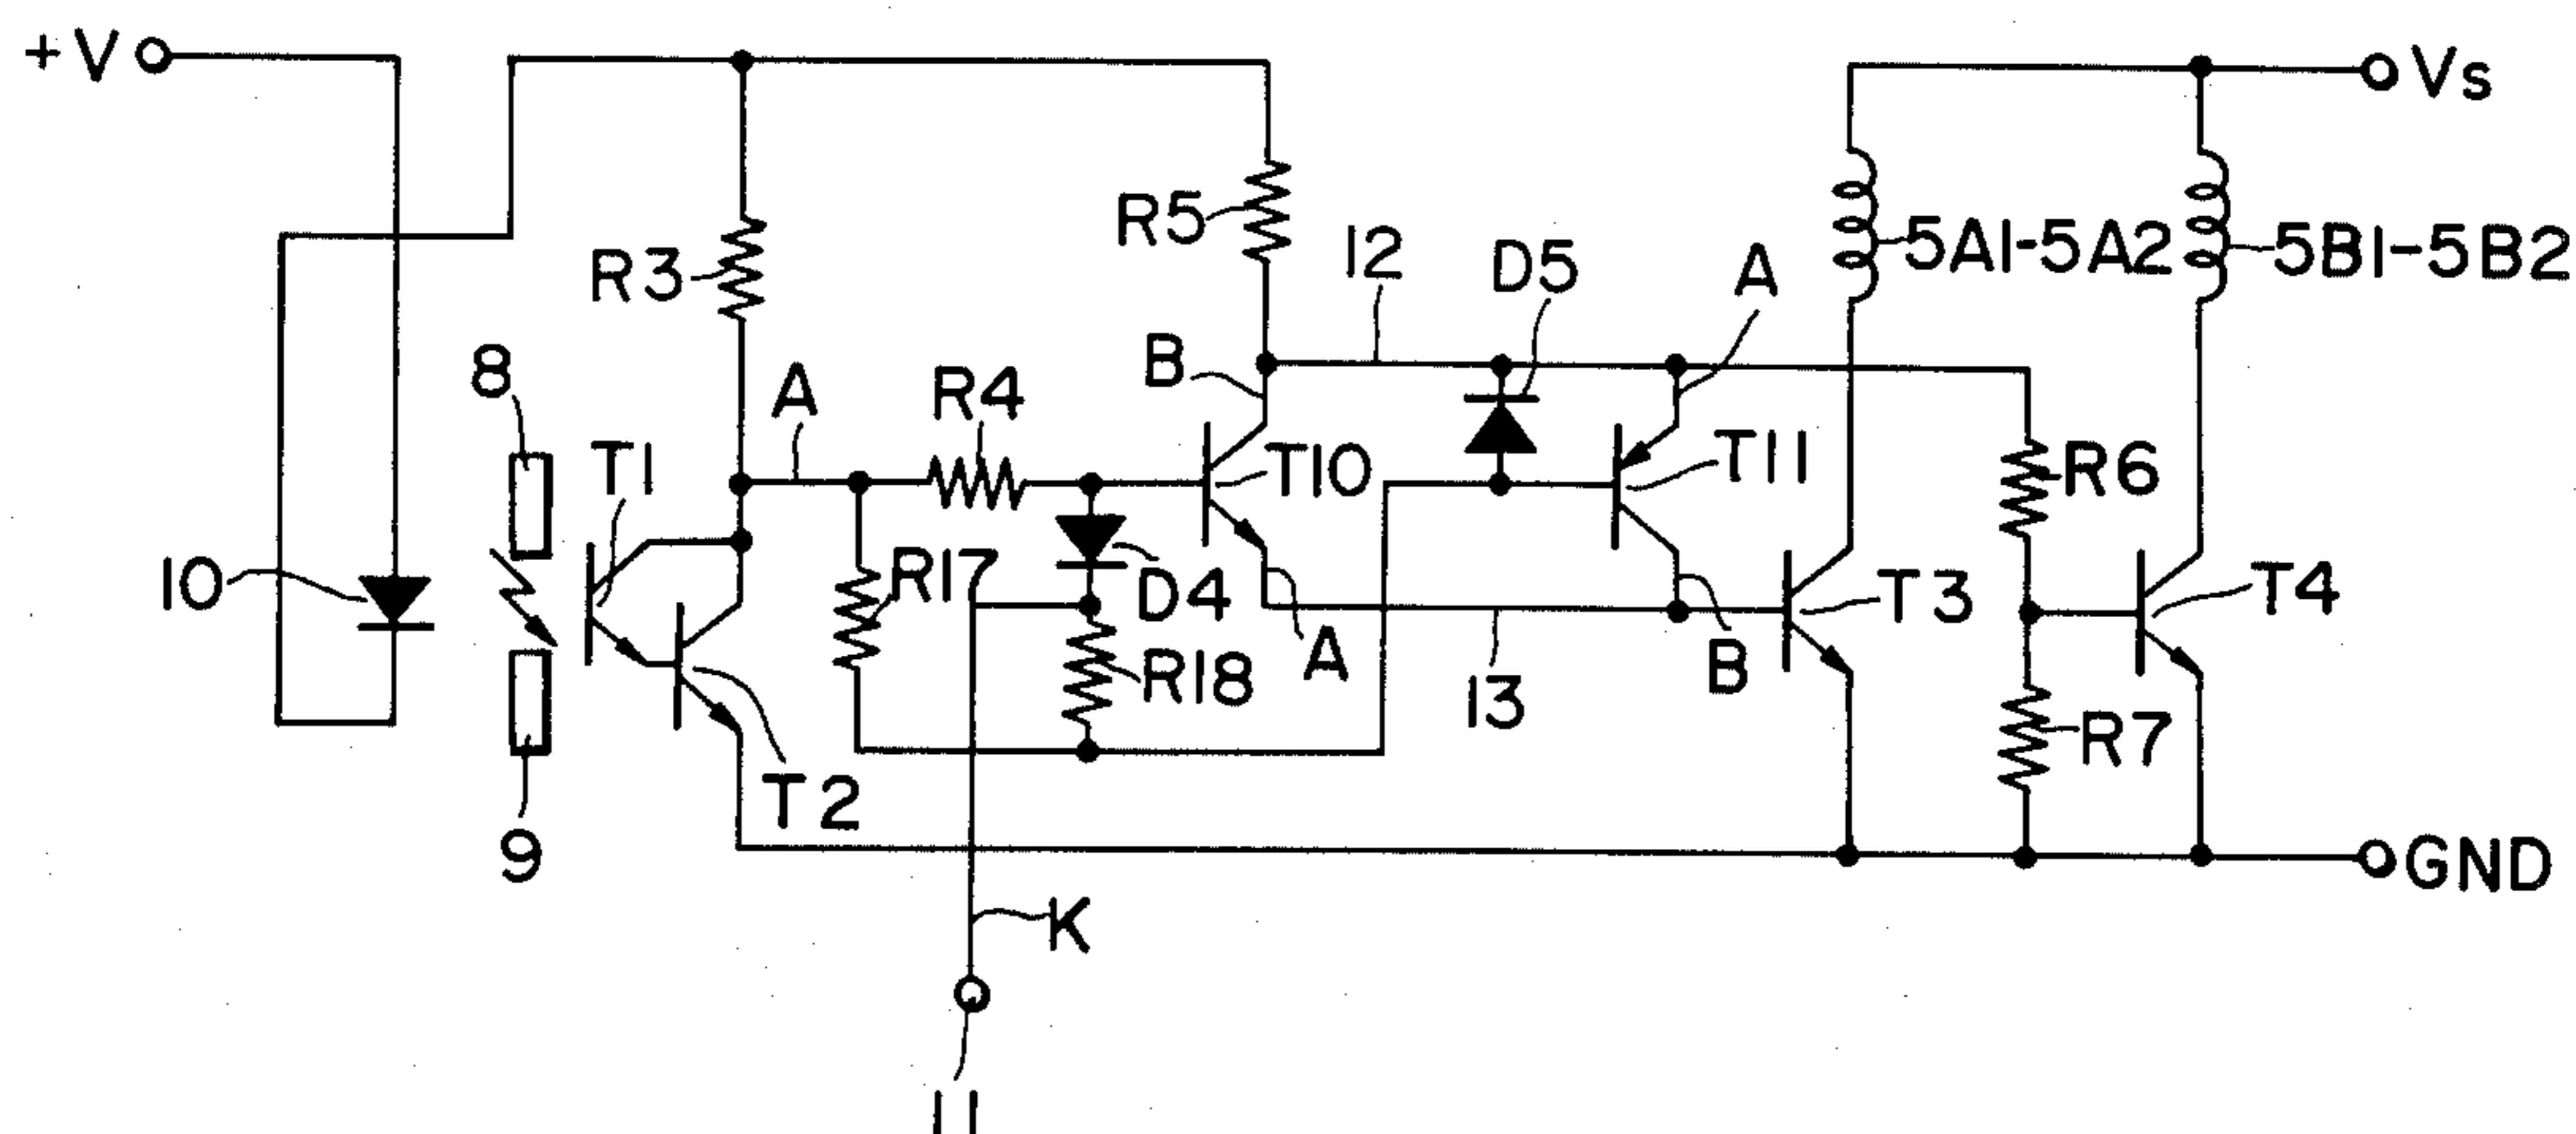 +V
Vs
R5
12
D5
A
5A1-5A2
5B1-5B2
R3
8
A
R4
B
T1
T10
T11
R6
10
R17
D4
T3
T4
R18
A
B
13
R7
T2
9
GND
K
11